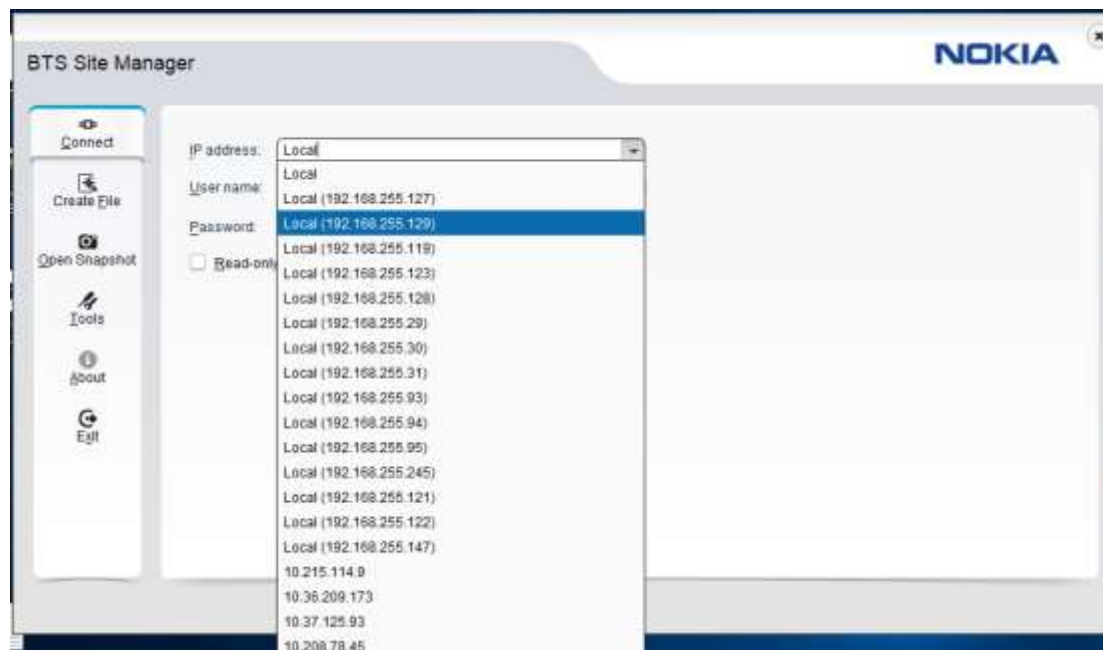 BTS Site Manager
NOKIA
Connect
Create File
Open Snapshot
Tools
About
Exit
IP address: Local
User name:
Password:
Read-only
Local
Local (192.168.255.127)
Local (192.168.255.129)
Local (192.168.255.119)
Local (192.168.255.123)
Local (192.168.255.128)
Local (192.168.255.29)
Local (192.168.255.30)
Local (192.168.255.31)
Local (192.168.255.93)
Local (192.168.255.94)
Local (192.168.255.95)
Local (192.168.255.245)
Local (192.168.255.121)
Local (192.168.255.122)
Local (192.168.255.147)
10.215.114.9
10.36.209.173
10.37.125.93
10.208.78.45